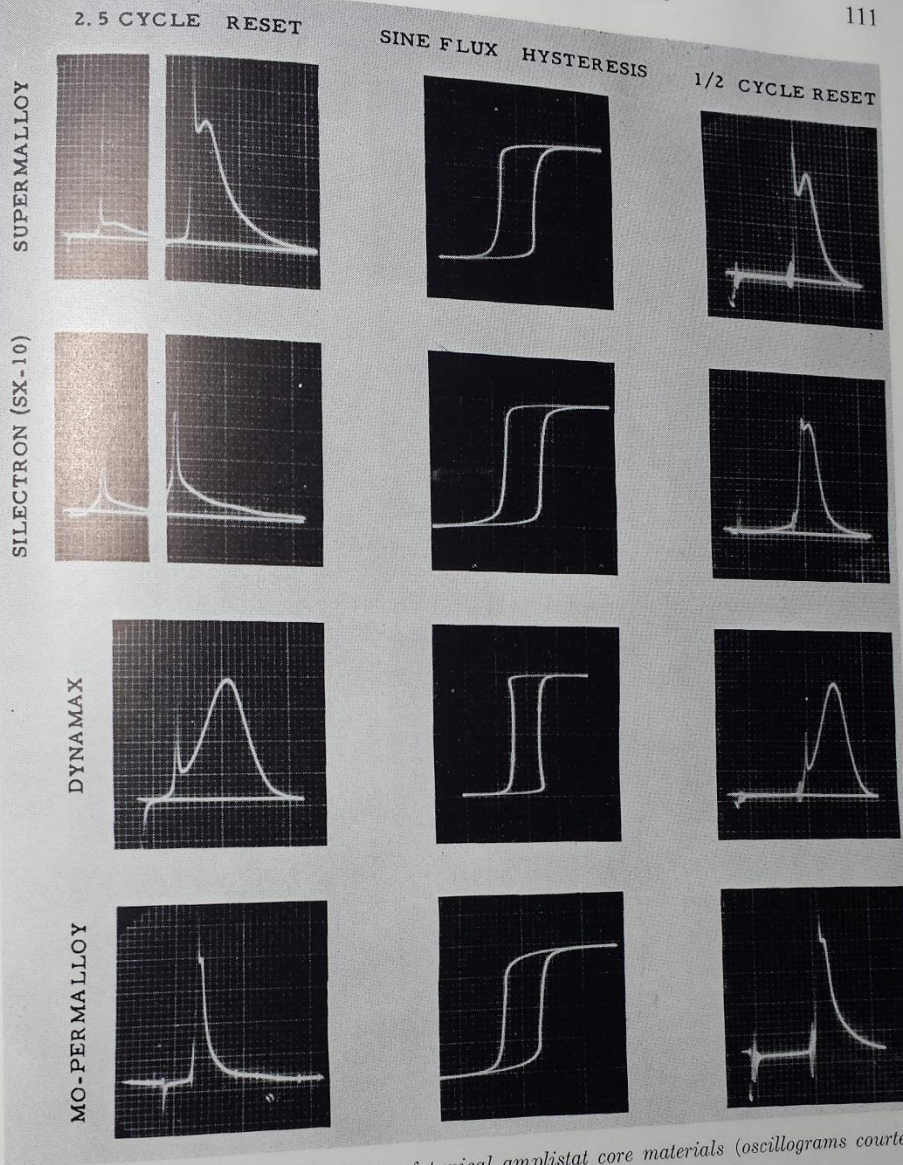 111
2.5 CYCLE RESET
SINE FLUX HYSTERESIS
1/2 CYCLE RESET
SUPERMALLOY
SILECTRON (SX-10)
DYNAMAX
MO-PERMALLOY
amplistat core materials (oscillograms